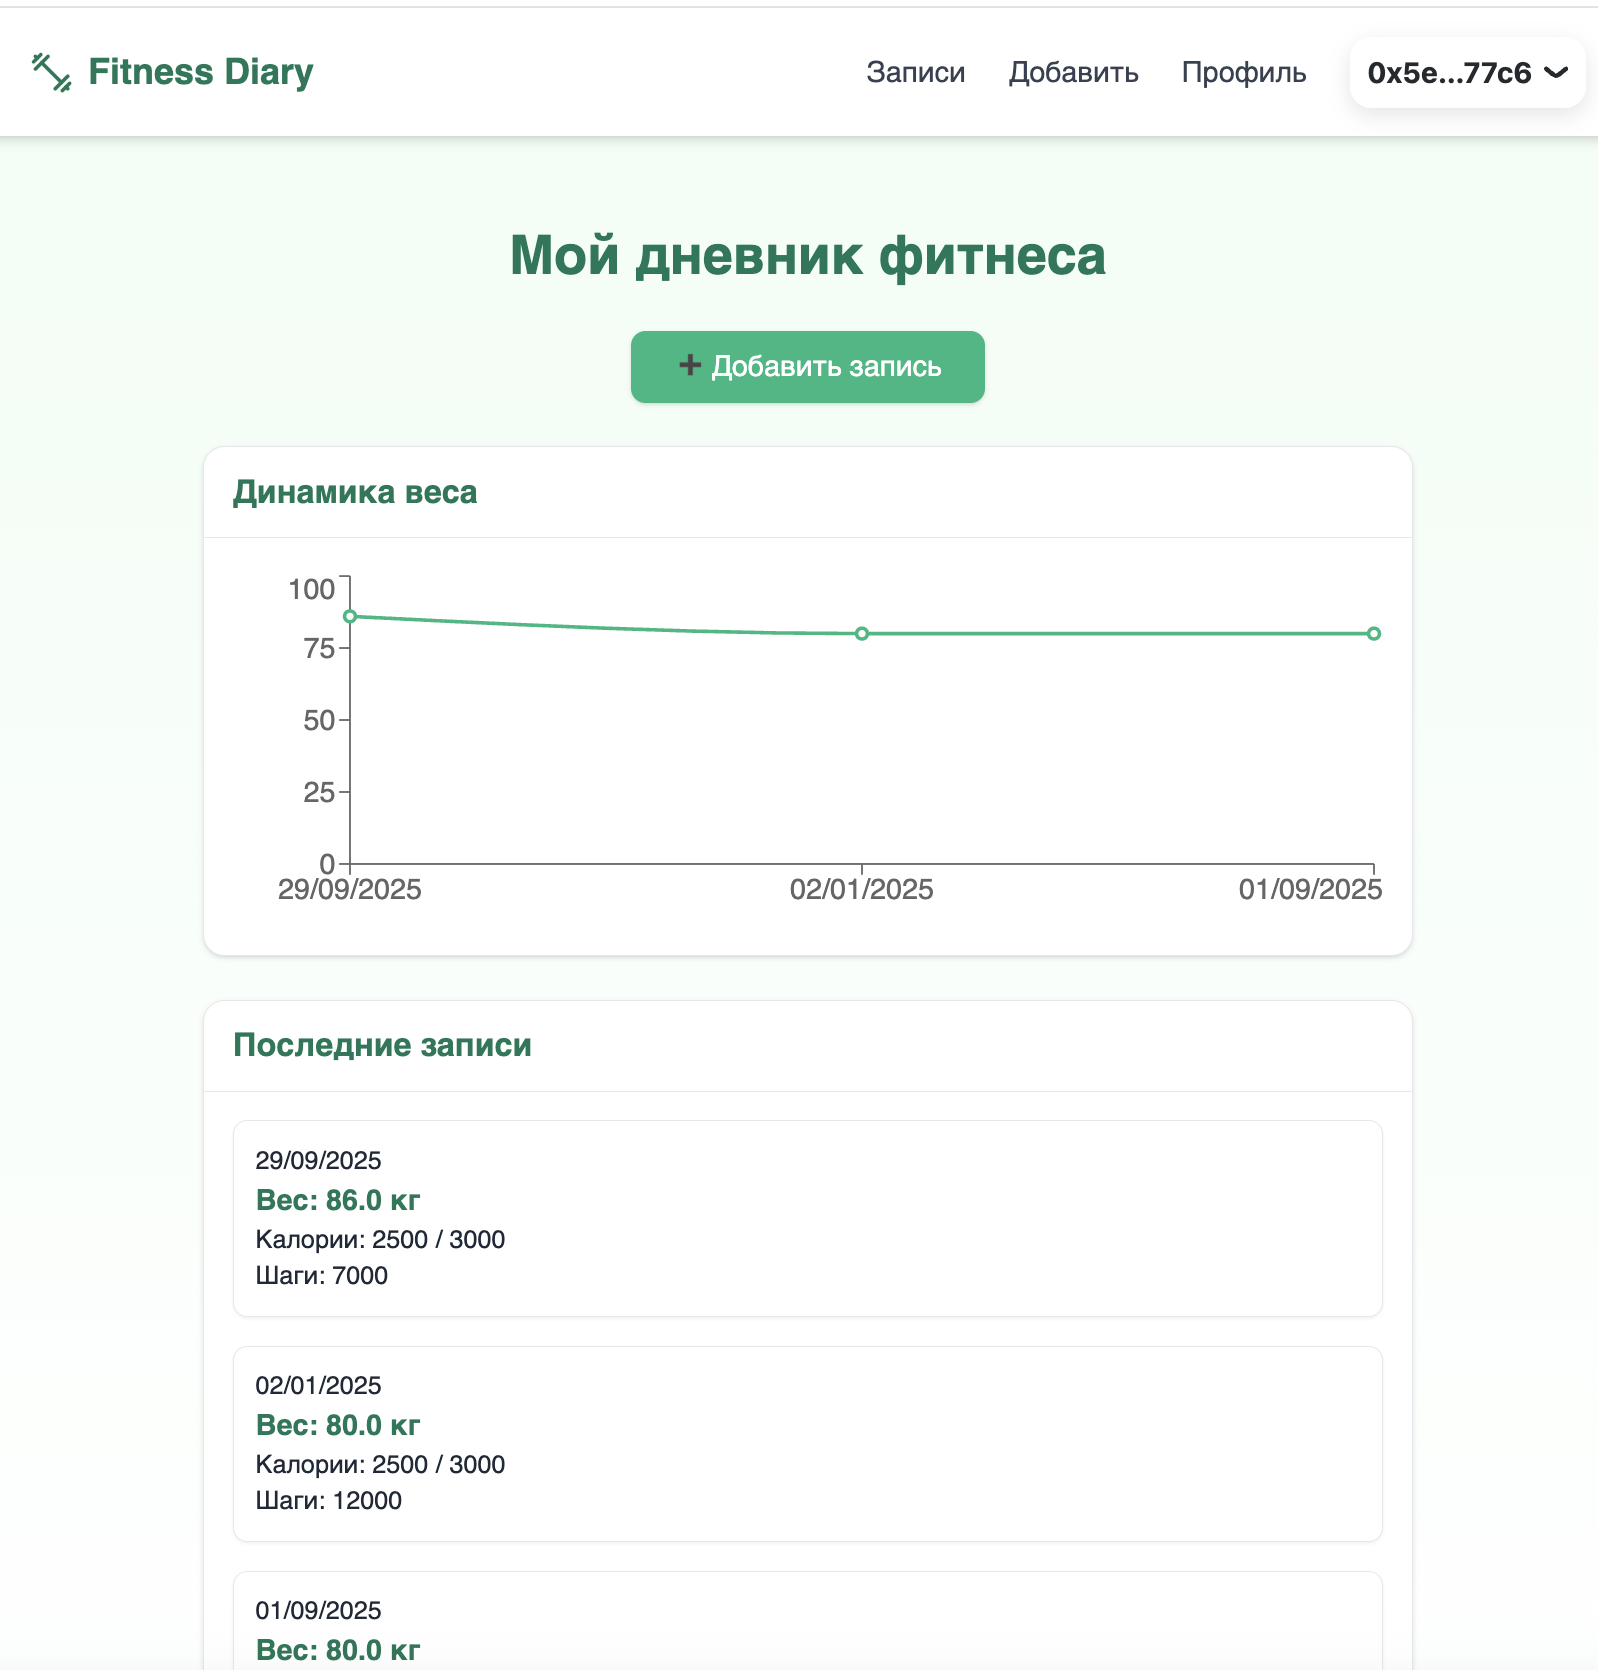 Fitness Diary
Записи
Добавить
Профиль
0x5e...77c6
Мой дневник фитнеса
+ Добавить запись
Динамика веса
100
75
50
25
0
29/09/2025
02/01/2025
01/09/2025
Последние записи
29/09/2025
Вес: 86.0 кг
Калории: 2500 / 3000
Шаги: 7000
02/01/2025
Вес: 80.0 кг
Калории: 2500 / 3000
Шаги: 12000
01/09/2025
Вес: 80.0 кг